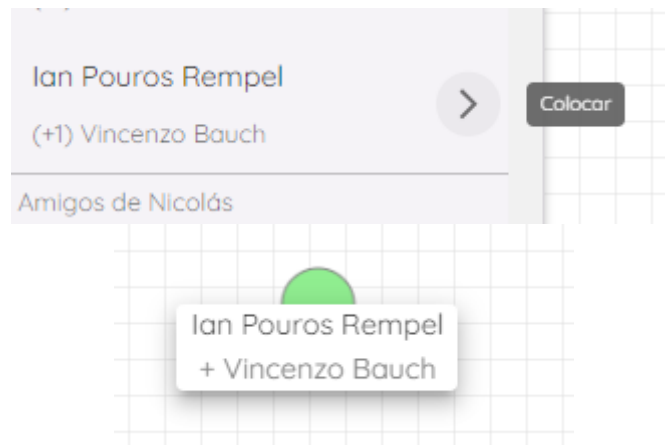 Ian Pouros Rempel
Colocar
(+1) Vincenzo Bauch
Amigos de Nicolás
Ian Pouros Rempel
+ Vincenzo Bauch